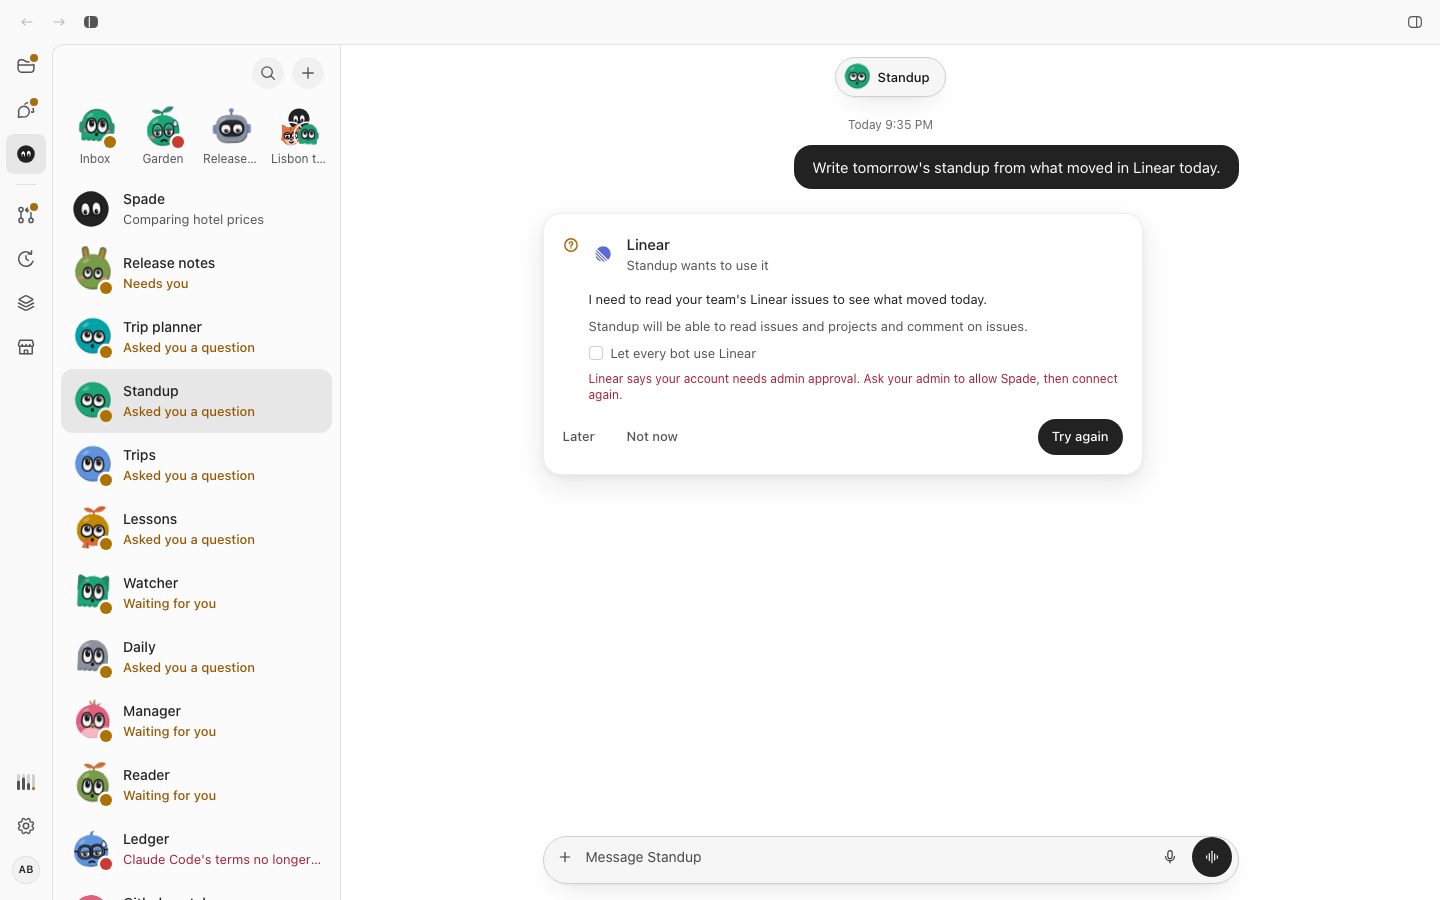 Inbox
Garden
Release...
Lisbon t...
Spade
Comparing hotel prices
Release notes
Needs you
Trip planner
Asked you a question
Standup
Asked you a question
Trips
Asked you a question
Lessons
Asked you a question
Watcher
Waiting for you
Daily
Asked you a question
Manager
Waiting for you
Reader
Waiting for you
Ledger
Claude Code's terms no longer...
AB
Standup
Today 9:35 PM
Write tomorrow's standup from what moved in Linear today.
Linear
Standup wants to use it
I need to read your team's Linear issues to see what moved today.
Standup will be able to read issues and projects and comment on issues.
Let every bot use Linear
Linear says your account needs admin approval. Ask your admin to allow Spade, then connect
again.
Later
Not now
Try again
Message Standup